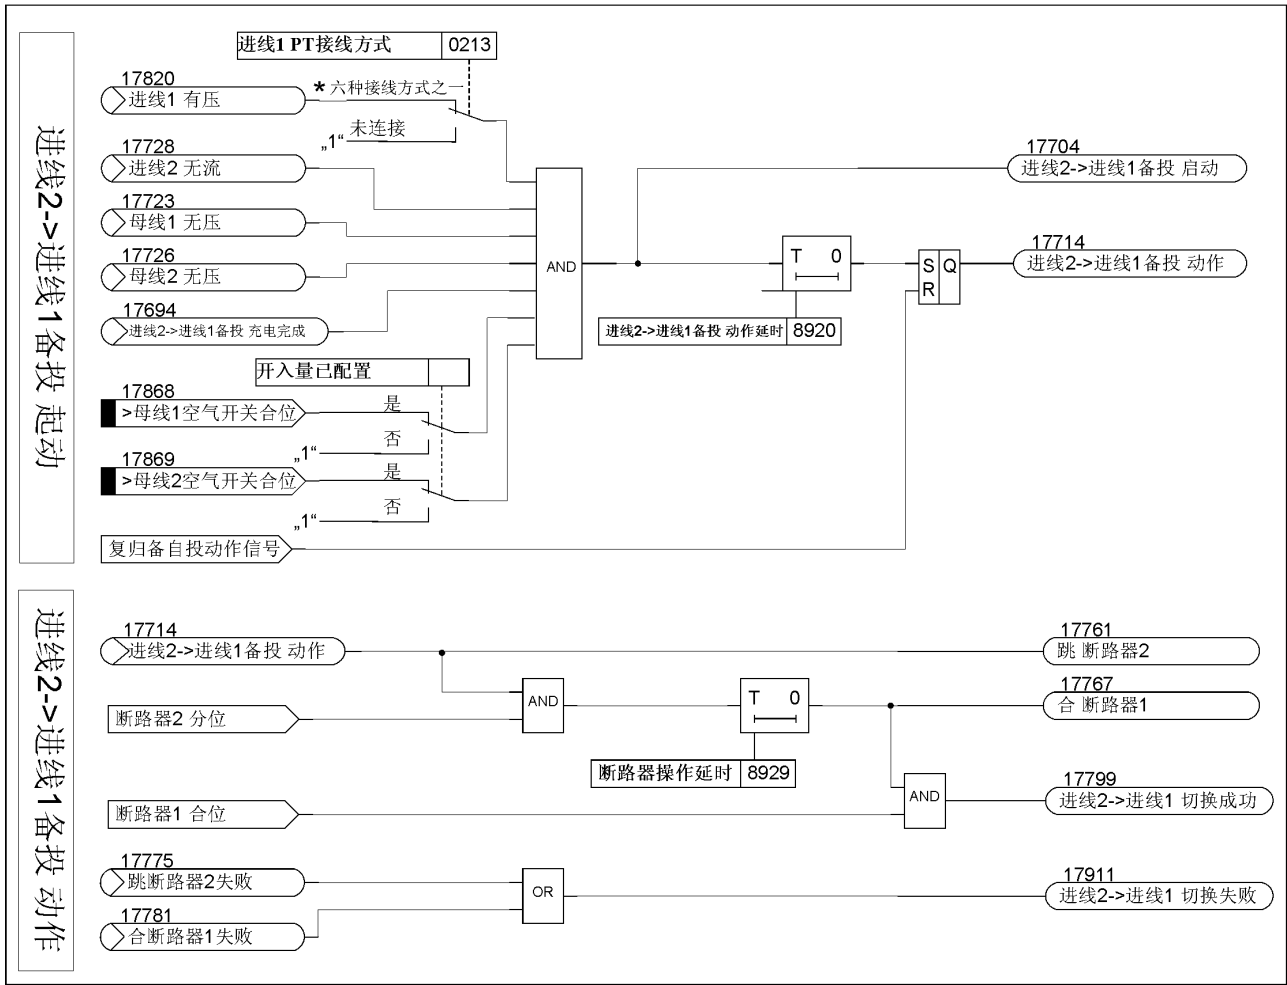 进线2->进线1备投 起动
进线1 PT接线方式 0213
17820
进线1 有压
* 六种接线方式之一
„1“ 未连接
17728
进线2 无流
17723
母线1 无压
17726
母线2 无压
17694
进线2->进线1备投 充电完成
AND
17704
进线2->进线1备投 启动
T 0
进线2->进线1备投 动作延时 8920
S Q
R
17714
进线2->进线1备投 动作
开入量已配置
17868
>母线1空气开关合位
是
否
„1“
17869
>母线2空气开关合位
是
否
„1“
复归备自投动作信号
进线2->进线1备投 动作
17714
进线2->进线1备投 动作
17761
跳 断路器2
断路器2 分位
AND
T 0
断路器操作延时 8929
17767
合 断路器1
断路器1 合位
AND
17799
进线2->进线1 切换成功
17775
跳断路器2失败
17781
合断路器1失败
OR
17911
进线2->进线1 切换失败